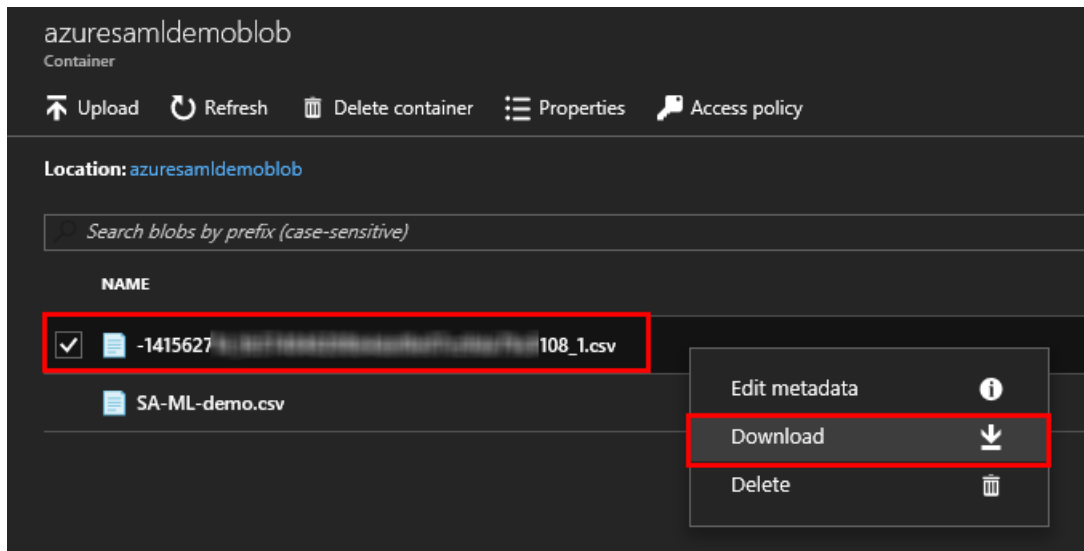 azuresamldemoblob
Container
Upload Refresh Delete container Properties Access policy
Location: azuresamldemoblob
Search blobs by prefix (case-sensitive)
NAME
-1415627 108_1.csv
Edit metadata
SA-ML-demo.csv
Download
Delete